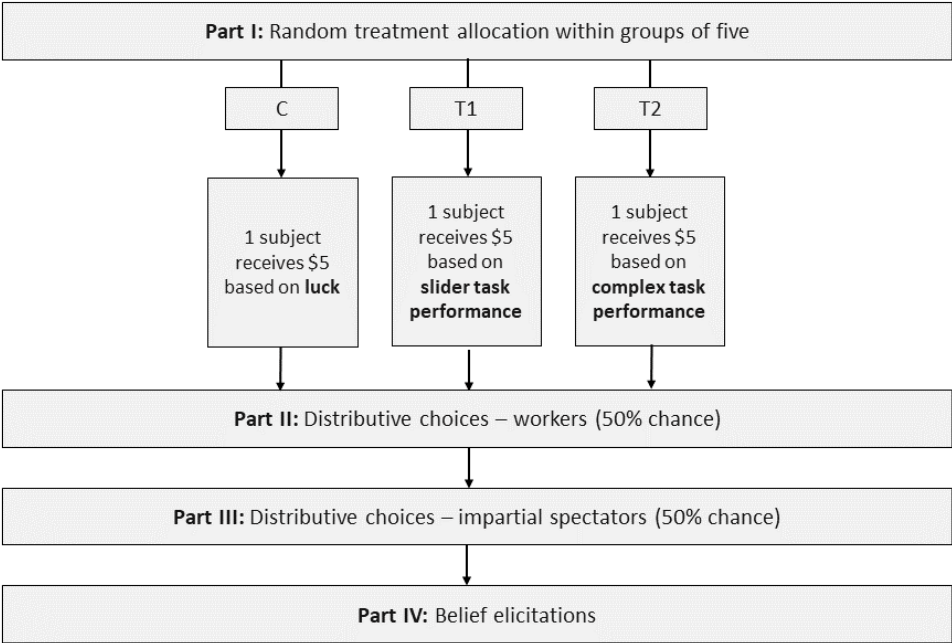 Part I: Random treatment allocation within groups of five
C
T1
T2
1 subject
receives $5
based on luck
1 subject
receives $5
based on
slider task
performance
1 subject
receives $5
based on
complex task
performance
Part II: Distributive choices – workers (50% chance)
Part III: Distributive choices – impartial spectators (50% chance)
Part IV: Belief elicitations